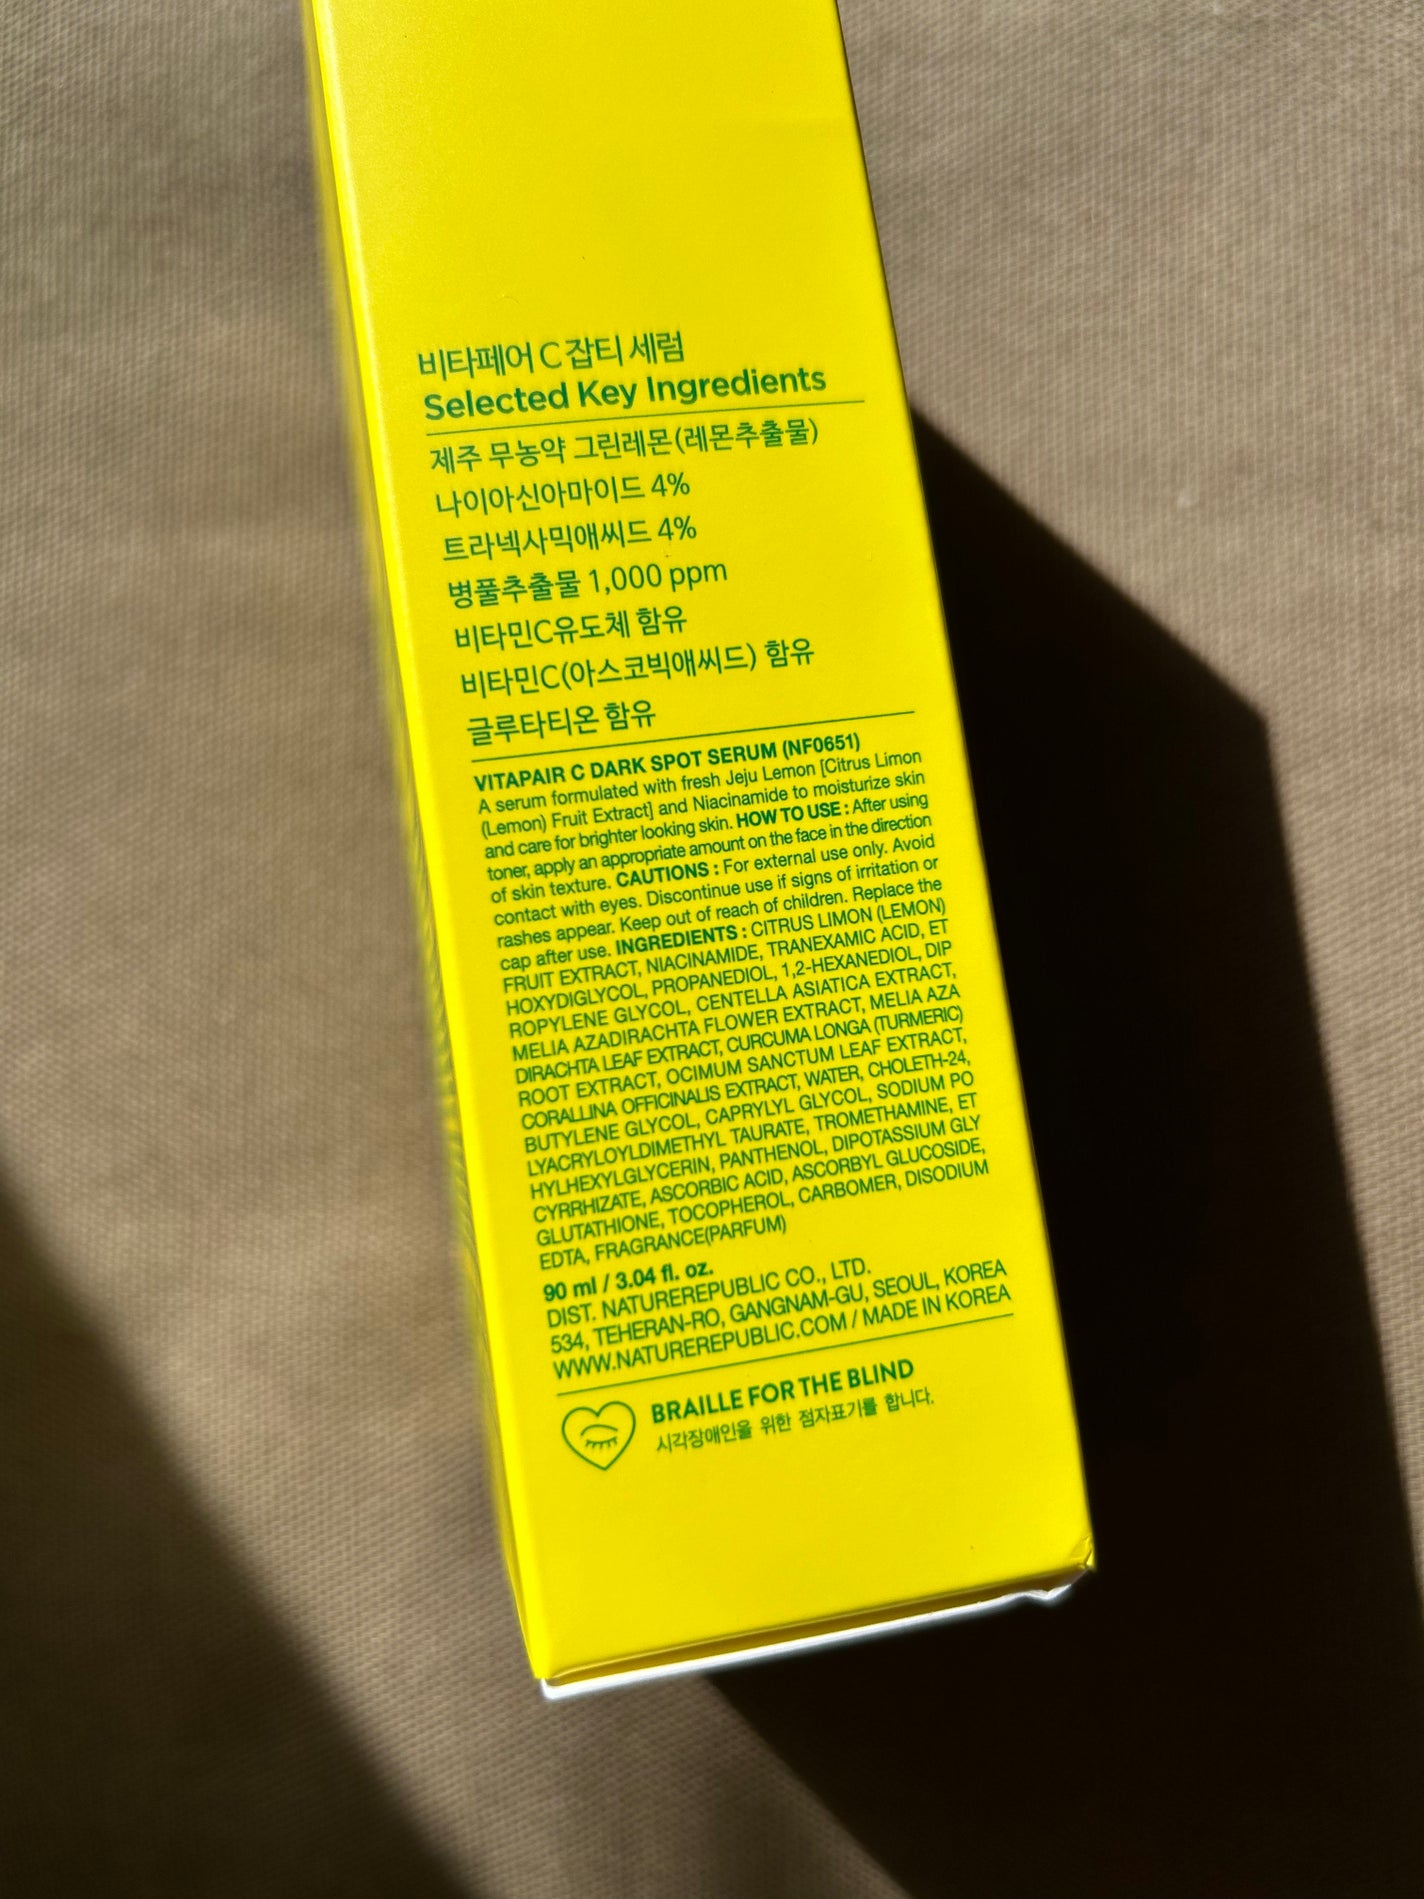 비타페어 C 잡티 세럼
Selected Key Ingredients
제주 무농약 그린레몬(레몬추출물)
나이아신아마이드 4%
트라넥사믹애씨드 4%
병풀추출물 1,000 ppm
비타민C유도체 함유
비타민C(아스코빅애씨드) 함유
글루타티온 함유
VITAPAIR C DARK SPOT SERUM (NF0651)
A serum formulated with fresh Jeju Lemon [Citrus Limon
(Lemon) Fruit Extract] and Niacinamide to moisturize skin
and care for brighter looking skin. HOW TO USE : After using
toner, apply an appropriate amount on the face in the direction
of skin texture. CAUTIONS : For external use only. Avoid
contact with eyes. Discontinue use if signs of irritation or
rashes appear. Keep out of reach of children. Replace the
cap after use. INGREDIENTS : CITRUS LIMON (LEMON)
FRUIT EXTRACT, NIACINAMIDE, TRANEXAMIC ACID, ET
HOXYDIGLYCOL, PROPANEDIOL, 1,2-HEXANEDIOL, DIP
ROPYLENE GLYCOL, CENTELLA ASIATICA EXTRACT,
MELIA AZADIRACHTA FLOWER EXTRACT, MELIA AZA
DIRACHTA LEAF EXTRACT, CURCUMA LONGA (TURMERIC)
ROOT EXTRACT, OCIMUM SANCTUM LEAF EXTRACT,
CORALLINA OFFICINALIS EXTRACT, WATER, CHOLETH-24,
BUTYLENE GLYCOL, CAPRYLYL GLYCOL, SODIUM PO
LYACRYLOYLDIMETHYL TAURATE, TROMETHAMINE, ET
HYLHEXYLGLYCERIN, PANTHENOL, DIPOTASSIUM GLY
CYRRHIZATE, ASCORBIC ACID, ASCORBYL GLUCOSIDE,
GLUTATHIONE, TOCOPHEROL, CARBOMER, DISODIUM
EDTA, FRAGRANCE(PARFUM)
90 ml / 3.04 fl. oz.
DIST. NATUREREPUBLIC CO., LTD.
534, TEHERAN-RO, GANGNAM-GU, SEOUL, KOREA
WWW.NATUREREPUBLIC.COM / MADE IN KOREA
BRAILLE FOR THE BLIND
시각장애인을 위한 점자표기를 합니다.